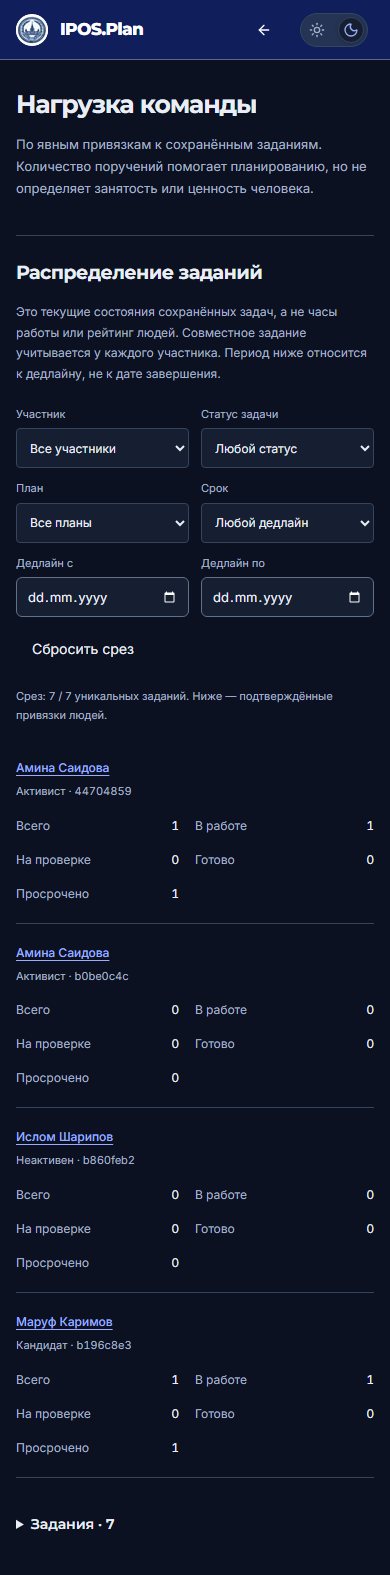 IPOS.Plan
Нагрузка команды
По явным привязкам к сохранённым заданиям.
Количество поручений помогает планированию, но не
определяет занятость или ценность человека.
Распределение заданий
Это текущие состояния сохранённых задач, а не часы
работы или рейтинг людей. Совместное задание
учитывается у каждого участника. Период ниже относится
к дедлайну, не к дате завершения.
Участник Статус задачи
Все участники Любой статус
План Срок
Все планы Любой дедлайн
Дедлайн с Дедлайн по
dd.mm.yyyy dd.mm.yyyy
Сбросить срез
Срез: 7 / 7 уникальных заданий. Ниже — подтверждённые
привязки людей.
Амина Саидова
Активист · 44704859
Всего 1 В работе 1
На проверке 0 Готово 0
Просрочено 1
Амина Саидова
Активист · b0be0c4c
Всего 0 В работе 0
На проверке 0 Готово 0
Просрочено 0
Ислом Шарипов
Неактивен · b860feb2
Всего 0 В работе 0
На проверке 0 Готово 0
Просрочено 0
Маруф Каримов
Кандидат · b196c8e3
Всего 1 В работе 1
На проверке 0 Готово 0
Просрочено 1
Задания · 7